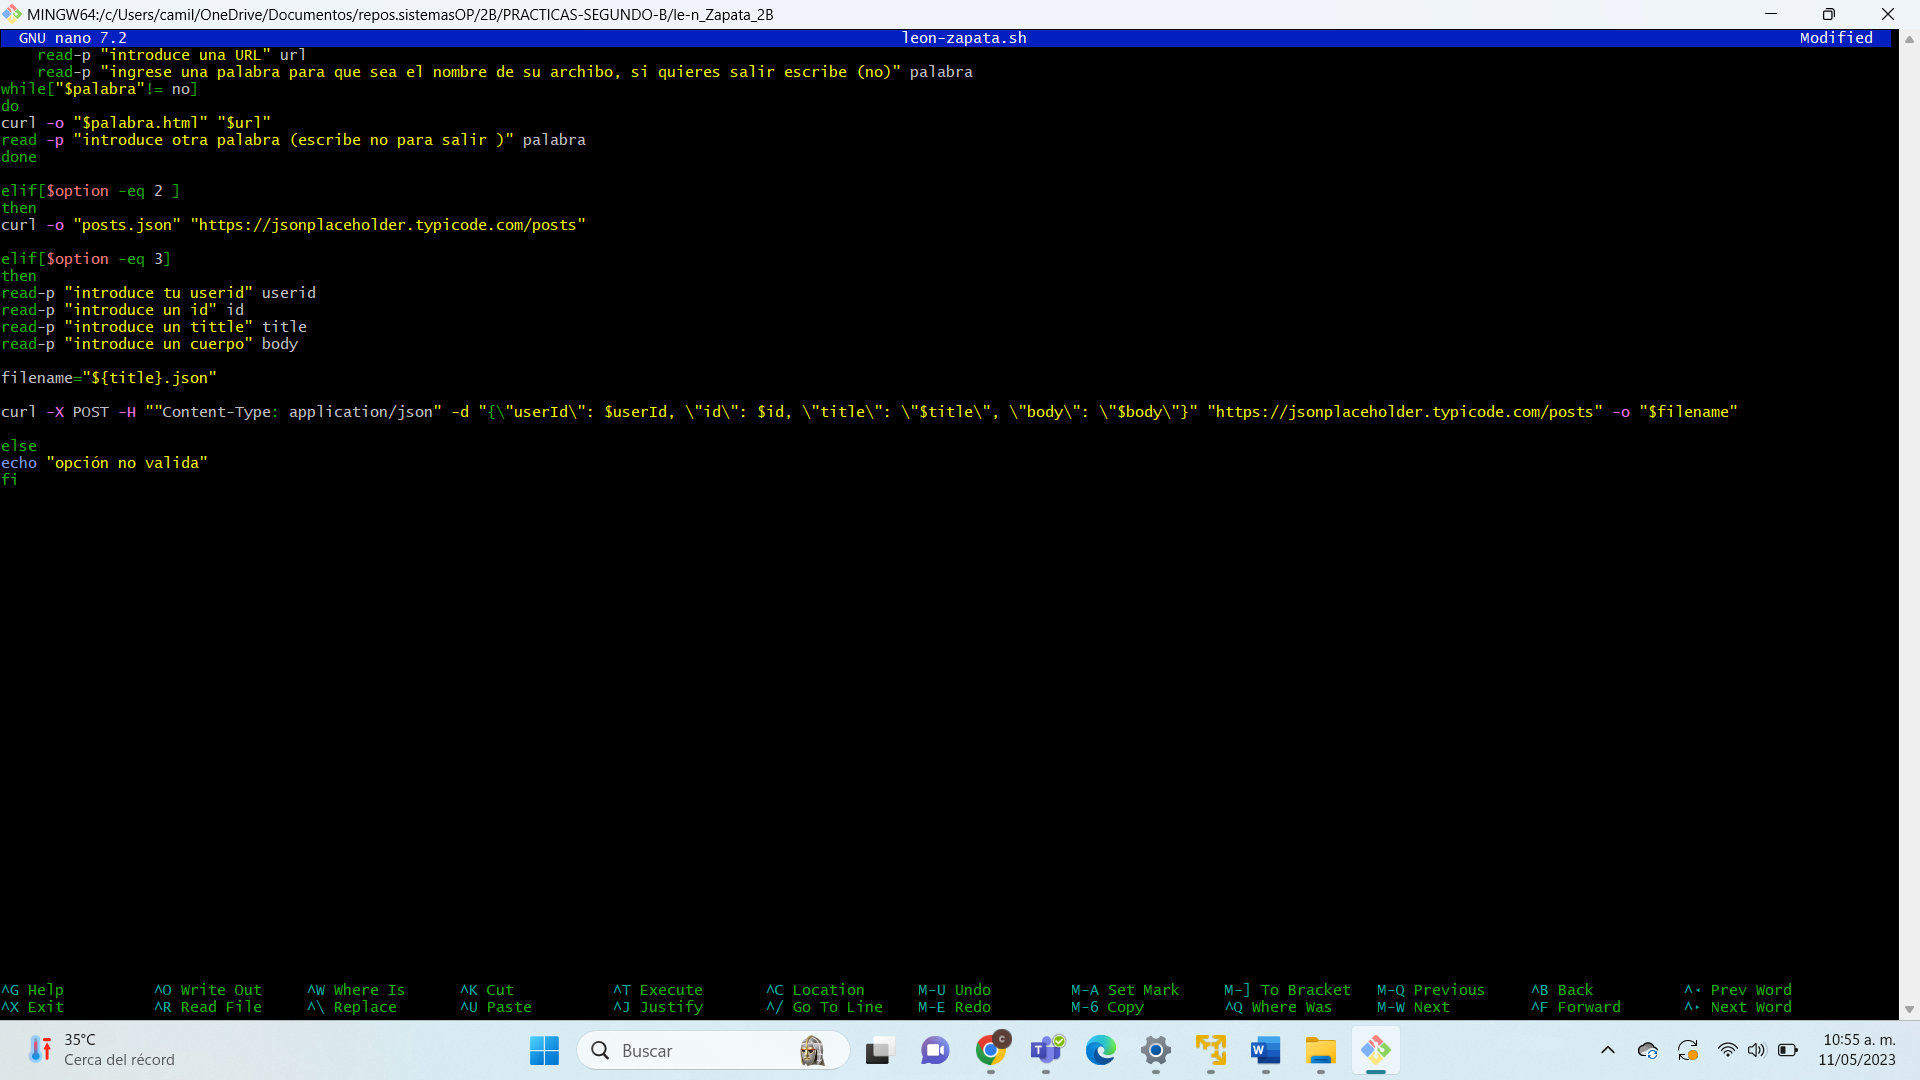 MINGW64:/c/Users/camil/OneDrive/Documentos/repos.sistemasOP/2B/PRACTICAS-SEGUNDO-B/le-n_Zapata_2B
GNU nano 7.2 leon-zapata.sh Modified
read-p "introduce una URL" url
read-p "ingrese una palabra para que sea el nombre de su archibo, si quieres salir escribe (no)" palabra
while["$palabra"!= no]
do
curl -o "$palabra.html" "$url"
read -p "introduce otra palabra (escribe no para salir )" palabra
done
elif[$option -eq 2 ]
then
curl -o "posts.json" "https://jsonplaceholder.typicode.com/posts"
elif[$option -eq 3]
then
read-p "introduce tu userid" userid
read-p "introduce un id" id
read-p "introduce un tittle" title
read-p "introduce un cuerpo" body
filename="${title}.json"
curl -X POST -H ""Content-Type: application/json" -d "{\"userId\": $userId, \"id\": $id, \"title\": \"$title\", \"body\": \"$body\"}" "https://jsonplaceholder.typicode.com/posts" -o "$filename"
else
echo "opción no valida"
fi
^G Help ^O Write Out ^W Where Is ^K Cut ^T Execute ^C Location M-U Undo M-A Set Mark M-] To Bracket M-Q Previous ^B Back ^◂ Prev Word
^X Exit ^R Read File ^\ Replace ^U Paste ^J Justify ^/ Go To Line M-E Redo M-6 Copy ^Q Where Was M-W Next ^F Forward ^▸ Next Word
35°C
Cerca del récord
Buscar
10:55 a. m.
11/05/2023